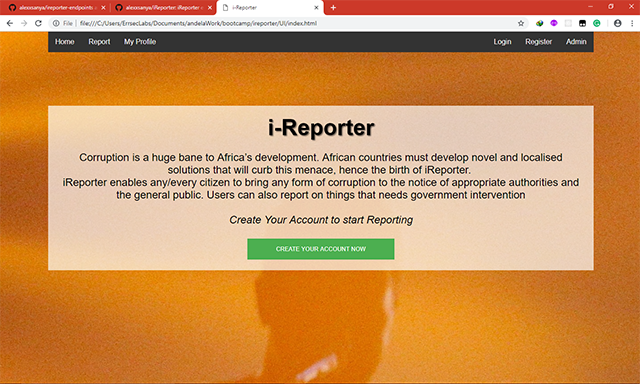 alexosanya/ireporter-endpoints:
alexosanya/iReporter: iReporter
i-Reporter
File | file:///C:/Users/ErrsecLabs/Documents/andelaWork/bootcamp/ireporter/UI/index.html
Home Report My Profile Login Register Admin
i-Reporter
Corruption is a huge bane to Africa's development. African countries must develop novel and localised
solutions that will curb this menace, hence the birth of iReporter.
iReporter enables any/every citizen to bring any form of corruption to the notice of appropriate authorities and
the general public. Users can also report on things that needs government intervention
Create Your Account to start Reporting
CREATE YOUR ACCOUNT NOW